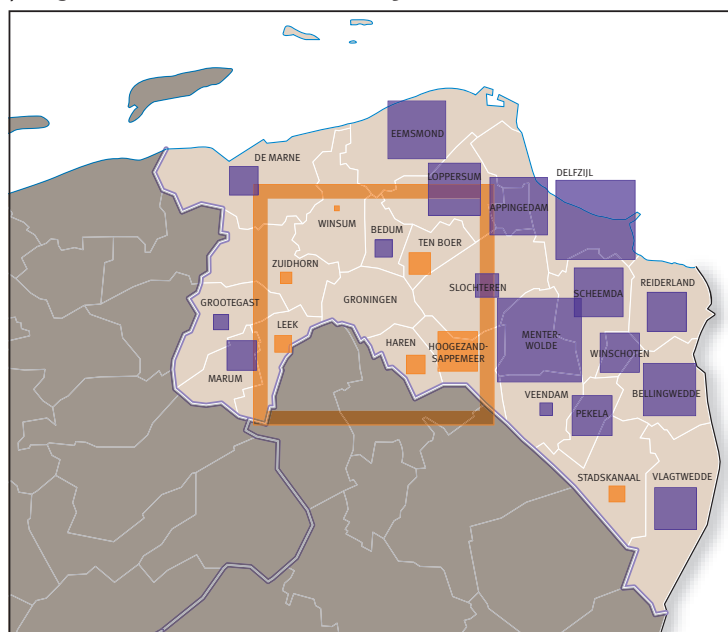 EEMSMOND
DE MARNE
LOPPERSUM
DELFZIJL
APPINGEDAM
WINSUM
BEDUM
TEN BOER
ZUIDHORN
SLOCHTEREN
SCHEEMDA
REIDERLAND
GROOTEGAST
GRONINGEN
LEEK
HAREN
HOOGEZAND-
SAPPEMEER
MENTER-
WOLDE
WINSCHOTEN
MARUM
VEENDAM
BELLINGWEDDE
PEKELA
STADSKANAAL
VLAGTWEDDE